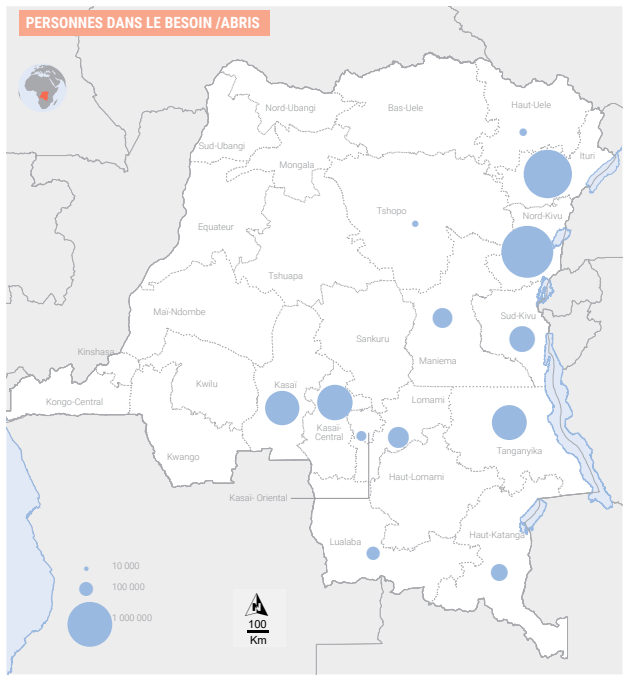 PERSONNES DANS LE BESOIN /ABRIS
Nord-Ubangi
Bas-Uele
Haut-Uele
Sud-Ubangi
Ituri
Mongala
Tshopo
Nord-Kivu
Equateur
Tshuapa
Mai-Ndombe
Sud-Kivu
Sankuru
Kinshasa
Maniema
Kwilu
Kasaï
Kongo-Central
Lomami
Kasai-
Central
Tanganyika
Kwango
Haut-Lomami
Kasai- Oriental
Lualaba
Haut-Katanga
10 000
100 000
1 000 000
N
100
Km